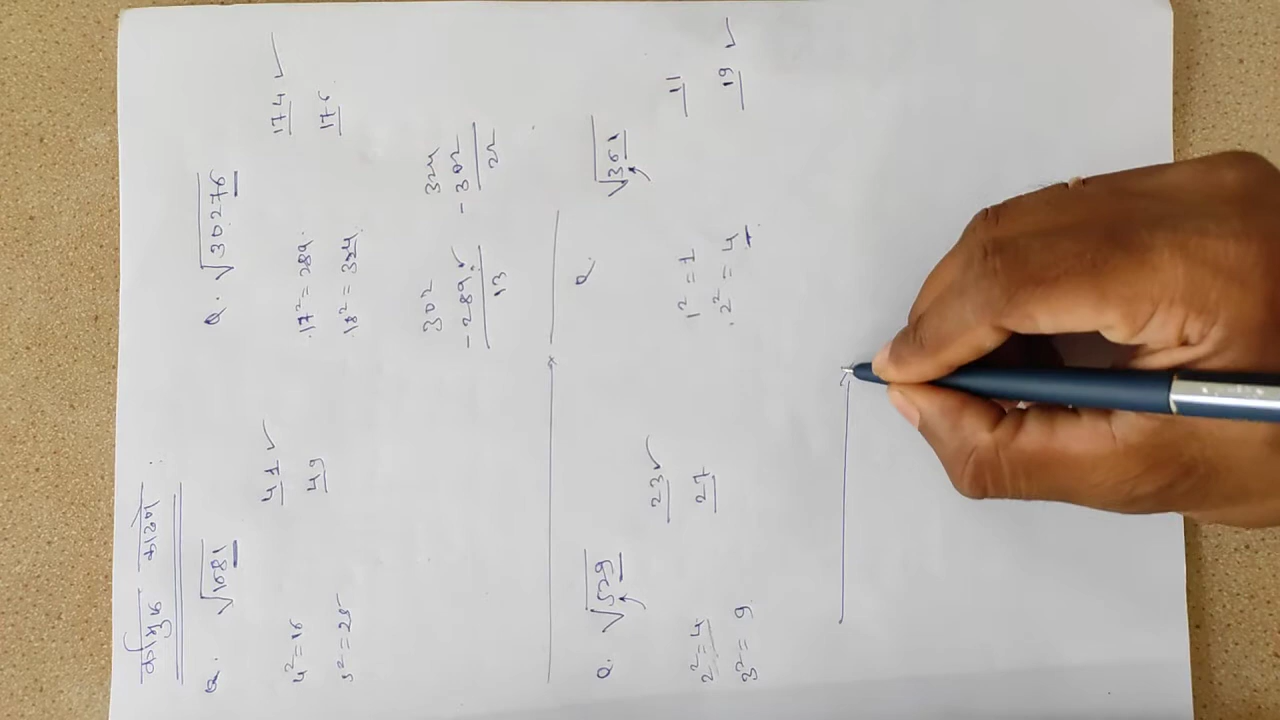 वर्गमुळ काढणे :
Q. √1681
41 ✓
4² = 16
49
5² = 25
Q. √30276
174 ✓
17² = 289
176
18² = 324
302
-289 ✓
13
324
-302
22
Q. √529
23 ✓
2² = 4
27
3² = 9
Q. √361
11
1² = 1
19 ✓
2² = 4